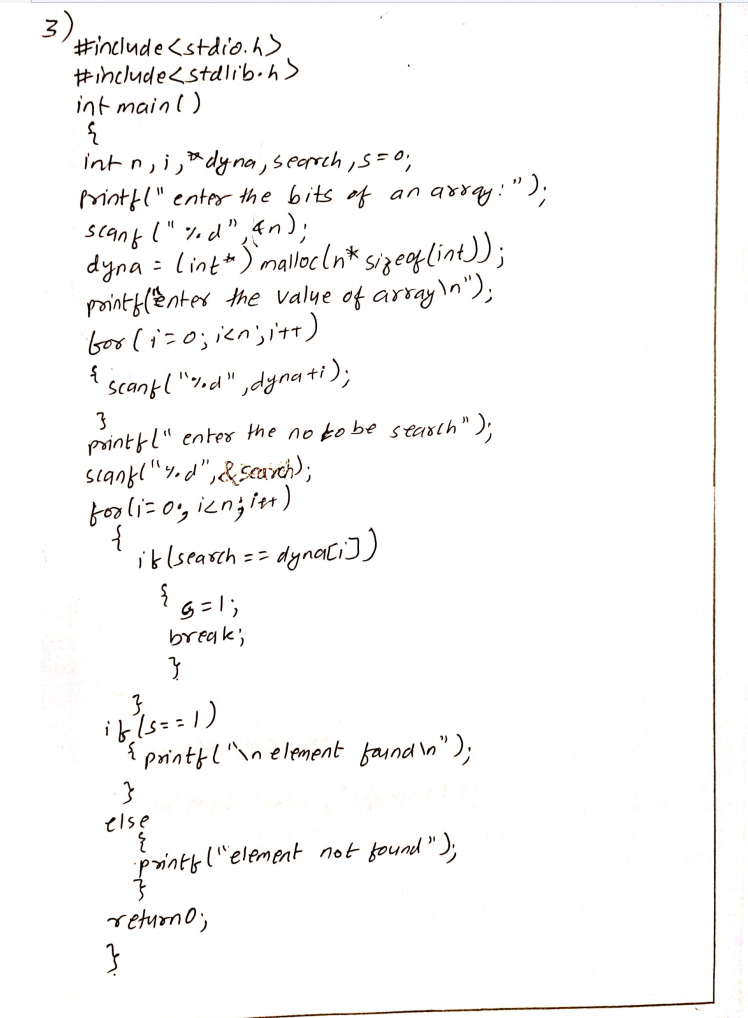 3)
#include<stdio.h>
#include<stdlib.h>
int main()
{
int n,i,*dyna,search,s=0;
printf("enter the bits of an array:");
scanf("%d",&n);
dyna = (int*)malloc(n*sizeof(int));
printf("enter the value of array\n");
for(i=0;i<n;i++)
{ scanf("%d",dyna+i);
}
printf("enter the no to be search");
scanf("%d",&search);
for(i=0;i<n;i++)
{
if(search==dyna[i])
{ s=1;
break;
}
}
if(s==1)
{ printf("\n element found\n");
}
else
{
printf("element not found");
}
return0;
}